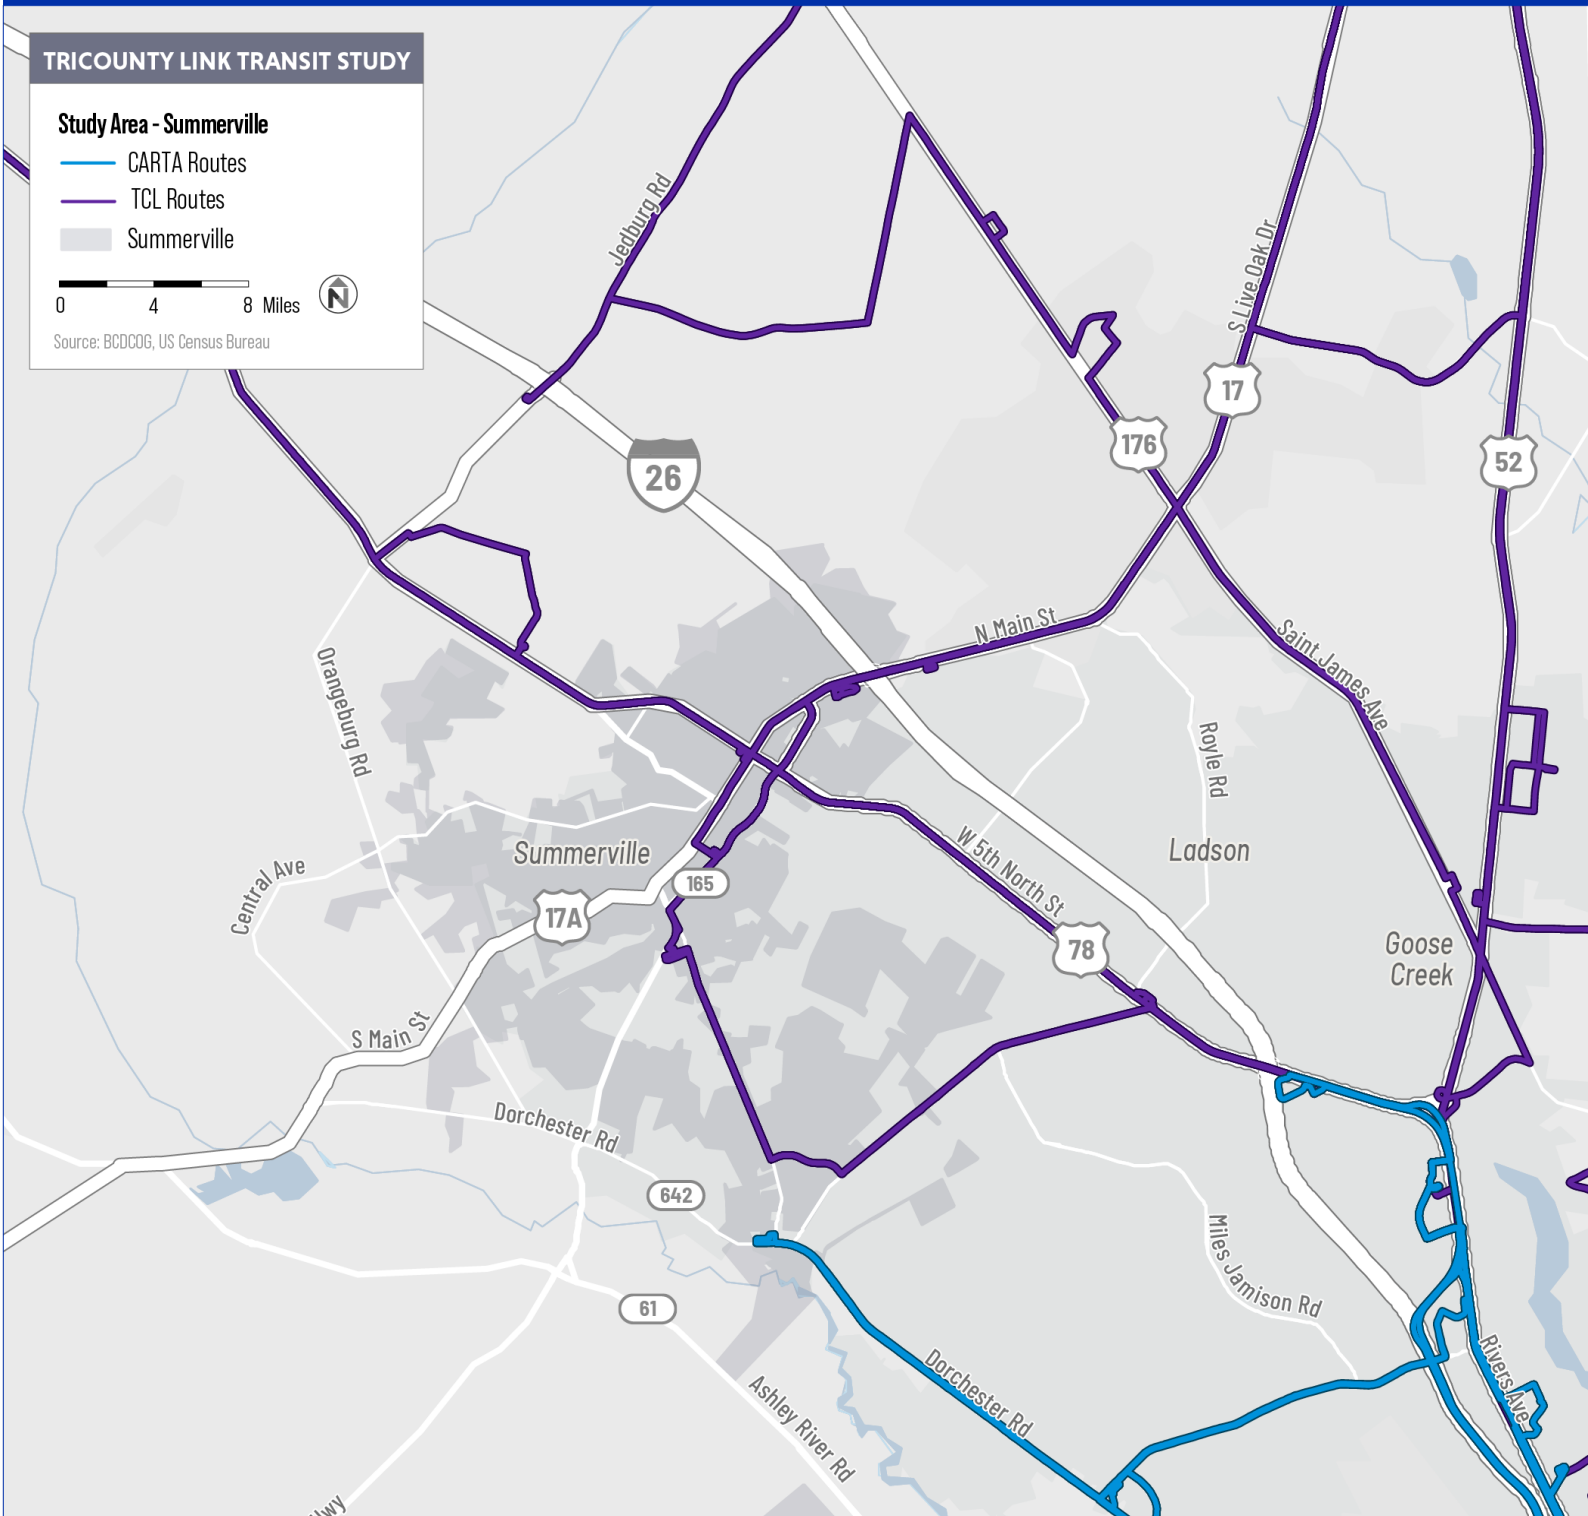 TRICOUNTY LINK TRANSIT STUDY
Study Area - Summerville
CARTA Routes
TCL Routes
Summerville
0 4 8 Miles
N
Source: BCDCOG, US Census Bureau
Jedburg Rd
S Live Oak Dr
17
176
52
26
N Main St
Saint James Ave
Orangeburg Rd
Royle Rd
Summerville
Ladson
W 5th North St
165
Central Ave
17A
78
Goose
Creek
S Main St
Dorchester Rd
642
Miles Jamison Rd
61
Rivers Ave
Dorchester Rd
Ashley River Rd
Hwy